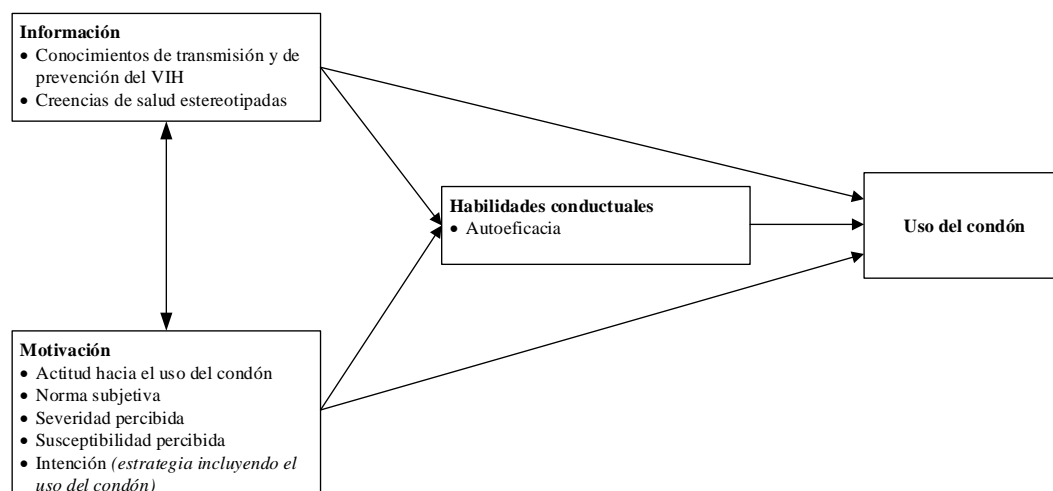 Información
• Conocimientos de transmisión y de
prevención del VIH
• Creencias de salud estereotipadas
Habilidades conductuales
• Autoeficacia
Uso del condón
Motivación
• Actitud hacia el uso del condón
• Norma subjetiva
• Severidad percibida
• Susceptibilidad percibida
• Intención (estrategia incluyendo el
uso del condón)